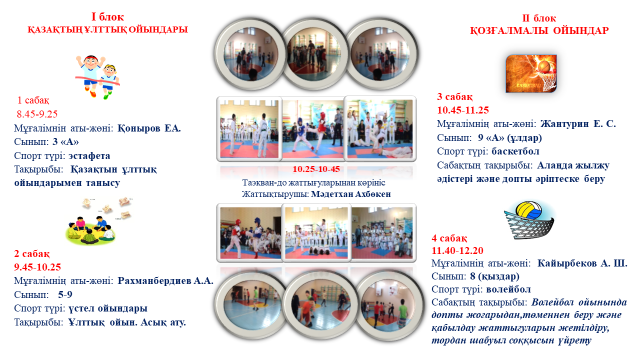 I блок
ҚАЗАҚТЫҢ ҰЛТТЫҚ ОЙЫНДАРЫ
1 сабақ
8.45-9.25
Мұғалімнің аты-жөні: Қоңыров ЕА.
Сынып: 3 «А»
Спорт түрі: эстафета
Тақырыбы: Қазақтың ұлттық
ойындарымен танысу
2 сабақ
9.45-10.25
Мұғалімнің аты-жөні: Рахманбердиев А.А.
Сынып: 5-9
Спорт түрі: үстел ойындары
Тақырыбы: Ұлттық ойын. Асық ату.
10.25-10-45
Таэкван-до жаттығуларынан көрініс
Жаттықтырушы: Мәдетхан Ахбөкен
II блок
ҚОЗҒАЛМАЛЫ ОЙЫНДАР
3 сабақ
10.45-11.25
Мұғалімнің аты-жөні: Жантурин Е. С.
Сынып: 9 «А» (ұлдар)
Спорт түрі: баскетбол
Сабақтың тақырыбы: Алаңда жылжу
әдістері және допты әріптеске беру
4 сабақ
11.40-12.20
Мұғалімнің аты-жөні: Кайырбеков А. Ш.
Сынып: 8 (қыздар)
Спорт түрі: волейбол
Сабақтың тақырыбы: Волейбол ойынында
допты жоғарыдан,төменнен беру және
қабылдау жаттығуларын жетілдіру,
тордан шабуыл соққысын үйрету